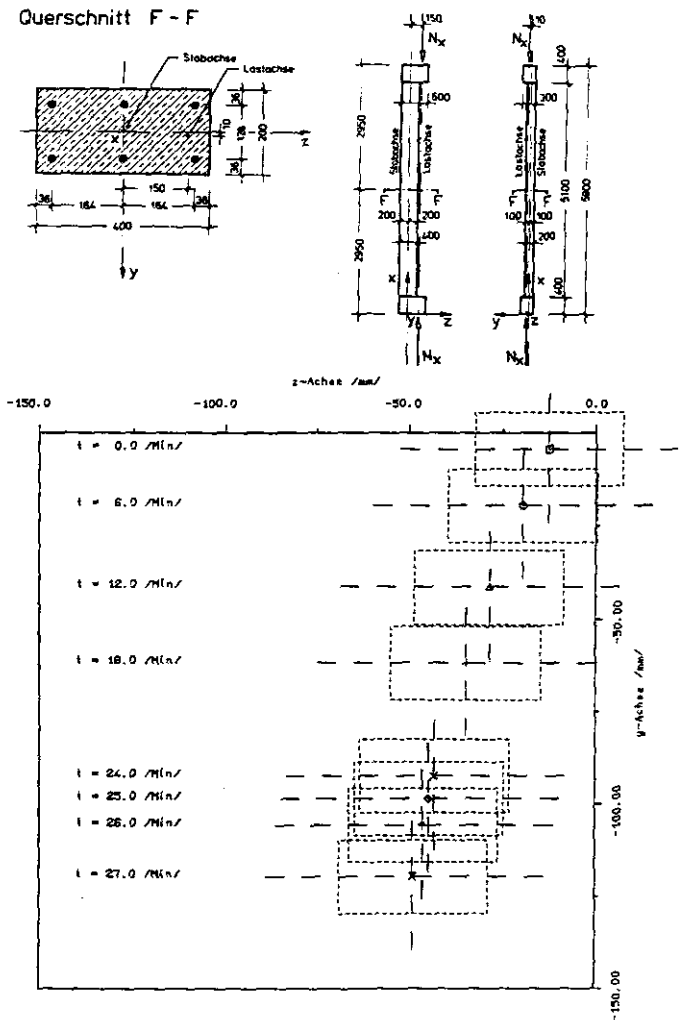 Querschnitt F - F
Stabachse
Lastachse
36
128
36
10
200
x
z
150
36
164
164
36
400
y
150
Nx
600
2950
2950
Stabachse
Lastachse
F
F
200
200
400
x
y
z
Nx
10
Nx
400
200
Lastachse
Stabachse
F
F
100
100
200
5100
5900
400
x
y
z
Nx
z-Achse /mm/
-150.0
-100.0
-50.0
0.0
t = 0.0 /Min/
t = 6.0 /Min/
t = 12.0 /Min/
t = 18.0 /Min/
t = 24.0 /Min/
t = 25.0 /Min/
t = 26.0 /Min/
t = 27.0 /Min/
-50.00
y-Achse /mm/
-100.00
-150.00